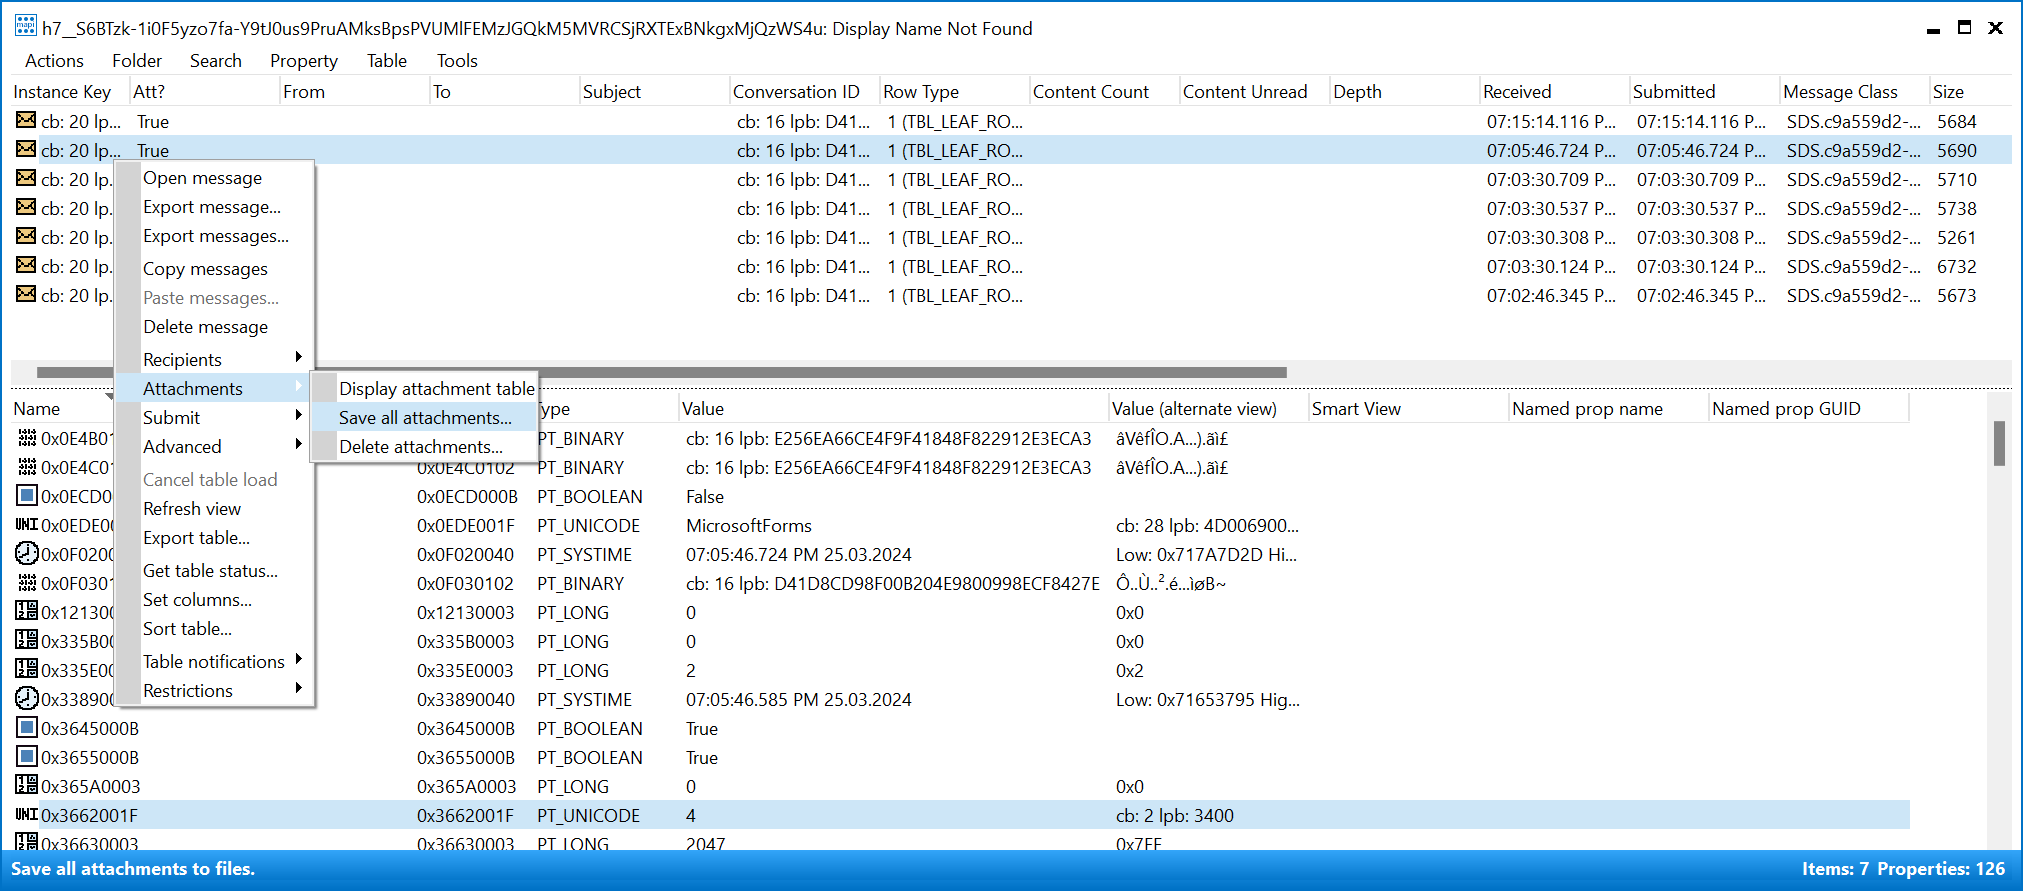 h7__S6BTzk-1i0F5yzo7fa-Y9tJ0us9PruAMksBpsPVUMlFEMzJGQkM5MVRCSjRXTExBNkgxMjQzWS4u: Display Name Not Found
Actions Folder Search Property Table Tools
Instance Key Att? From To Subject Conversation ID Row Type Content Count Content Unread Depth Received Submitted Message Class Size
cb: 20 lp... True cb: 16 lpb: D41... 1 (TBL_LEAF_RO... 07:15:14.116 P... 07:15:14.116 P... SDS.c9a559d2-... 5684
cb: 20 lp... True cb: 16 lpb: D41... 1 (TBL_LEAF_RO... 07:05:46.724 P... 07:05:46.724 P... SDS.c9a559d2-... 5690
cb: 20 lp. cb: 16 lpb: D41... 1 (TBL_LEAF_RO... 07:03:30.709 P... 07:03:30.709 P... SDS.c9a559d2-... 5710
cb: 20 lp. cb: 16 lpb: D41... 1 (TBL_LEAF_RO... 07:03:30.537 P... 07:03:30.537 P... SDS.c9a559d2-... 5738
cb: 20 lp. cb: 16 lpb: D41... 1 (TBL_LEAF_RO... 07:03:30.308 P... 07:03:30.308 P... SDS.c9a559d2-... 5261
cb: 20 lp. cb: 16 lpb: D41... 1 (TBL_LEAF_RO... 07:03:30.124 P... 07:03:30.124 P... SDS.c9a559d2-... 6732
cb: 20 lp. cb: 16 lpb: D41... 1 (TBL_LEAF_RO... 07:02:46.345 P... 07:02:46.345 P... SDS.c9a559d2-... 5673
Open message
Export message...
Export messages...
Copy messages
Paste messages...
Delete message
Recipients
Attachments
Submit
Advanced
Cancel table load
Refresh view
Export table...
Get table status...
Set columns...
Sort table...
Table notifications
Restrictions
Display attachment table
Save all attachments...
Delete attachments...
Name ype Value Value (alternate view) Smart View Named prop name Named prop GUID
0x0E4B01 PT_BINARY cb: 16 lpb: E256EA66CE4F9F41848F822912E3ECA3 âVêfÎO.A...).ãì£
0x0E4C01 0x0E4C0102 PT_BINARY cb: 16 lpb: E256EA66CE4F9F41848F822912E3ECA3 âVêfÎO.A...).ãì£
0x0ECD0 0x0ECD000B PT_BOOLEAN False
0x0EDE0 0x0EDE001F PT_UNICODE MicrosoftForms cb: 28 lpb: 4D006900...
0x0F020 0x0F020040 PT_SYSTIME 07:05:46.724 PM 25.03.2024 Low: 0x717A7D2D Hi...
0x0F301 0x0F030102 PT_BINARY cb: 16 lpb: D41D8CD98F00B204E9800998ECF8427E Ô..Ù..².é...ìøB~
0x12130 0x12130003 PT_LONG 0 0x0
0x335B0 0x335B0003 PT_LONG 0 0x0
0x335E0 0x335E0003 PT_LONG 2 0x2
0x33890 0x33890040 PT_SYSTIME 07:05:46.585 PM 25.03.2024 Low: 0x71653795 Hig...
0x3645000B 0x3645000B PT_BOOLEAN True
0x3655000B 0x3655000B PT_BOOLEAN True
0x365A0003 0x365A0003 PT_LONG 0 0x0
0x3662001F 0x3662001F PT_UNICODE 4 cb: 2 lpb: 3400
0x36630003 0x36630003 PT_LONG 2047 0x7FF
Save all attachments to files. Items: 7 Properties: 126